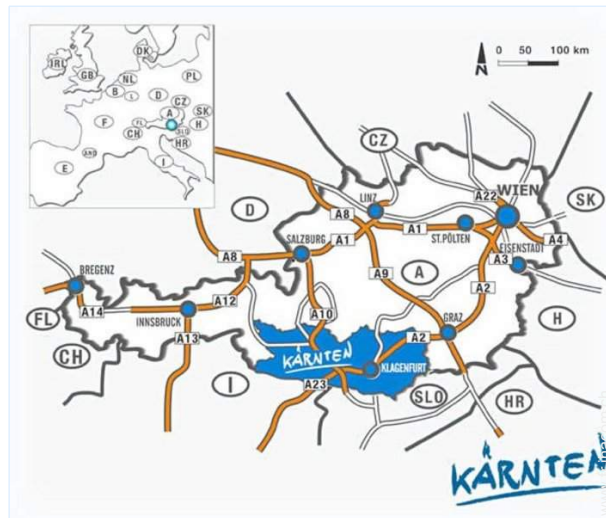 DK
IRL
GB
NL
PL
B
L
D
CZ
SK
A
F
FL
CH
H
SLO
HR
AND
E
I
N
0 50 100 km
CZ
WIEN
SK
A22
LINZ
D
A8
A1
ST.PÖLTEN
A4
A3
EISENSTADT
SALZBURG
A1
A8
A9
A
A2
BREGENZ
A12
A14
INNSBRUCK
A10
GRAZ
H
FL
A13
KÄRNTEN
A2
CH
KLAGENFURT
I
A23
SLO
HR
KÄRNTEN